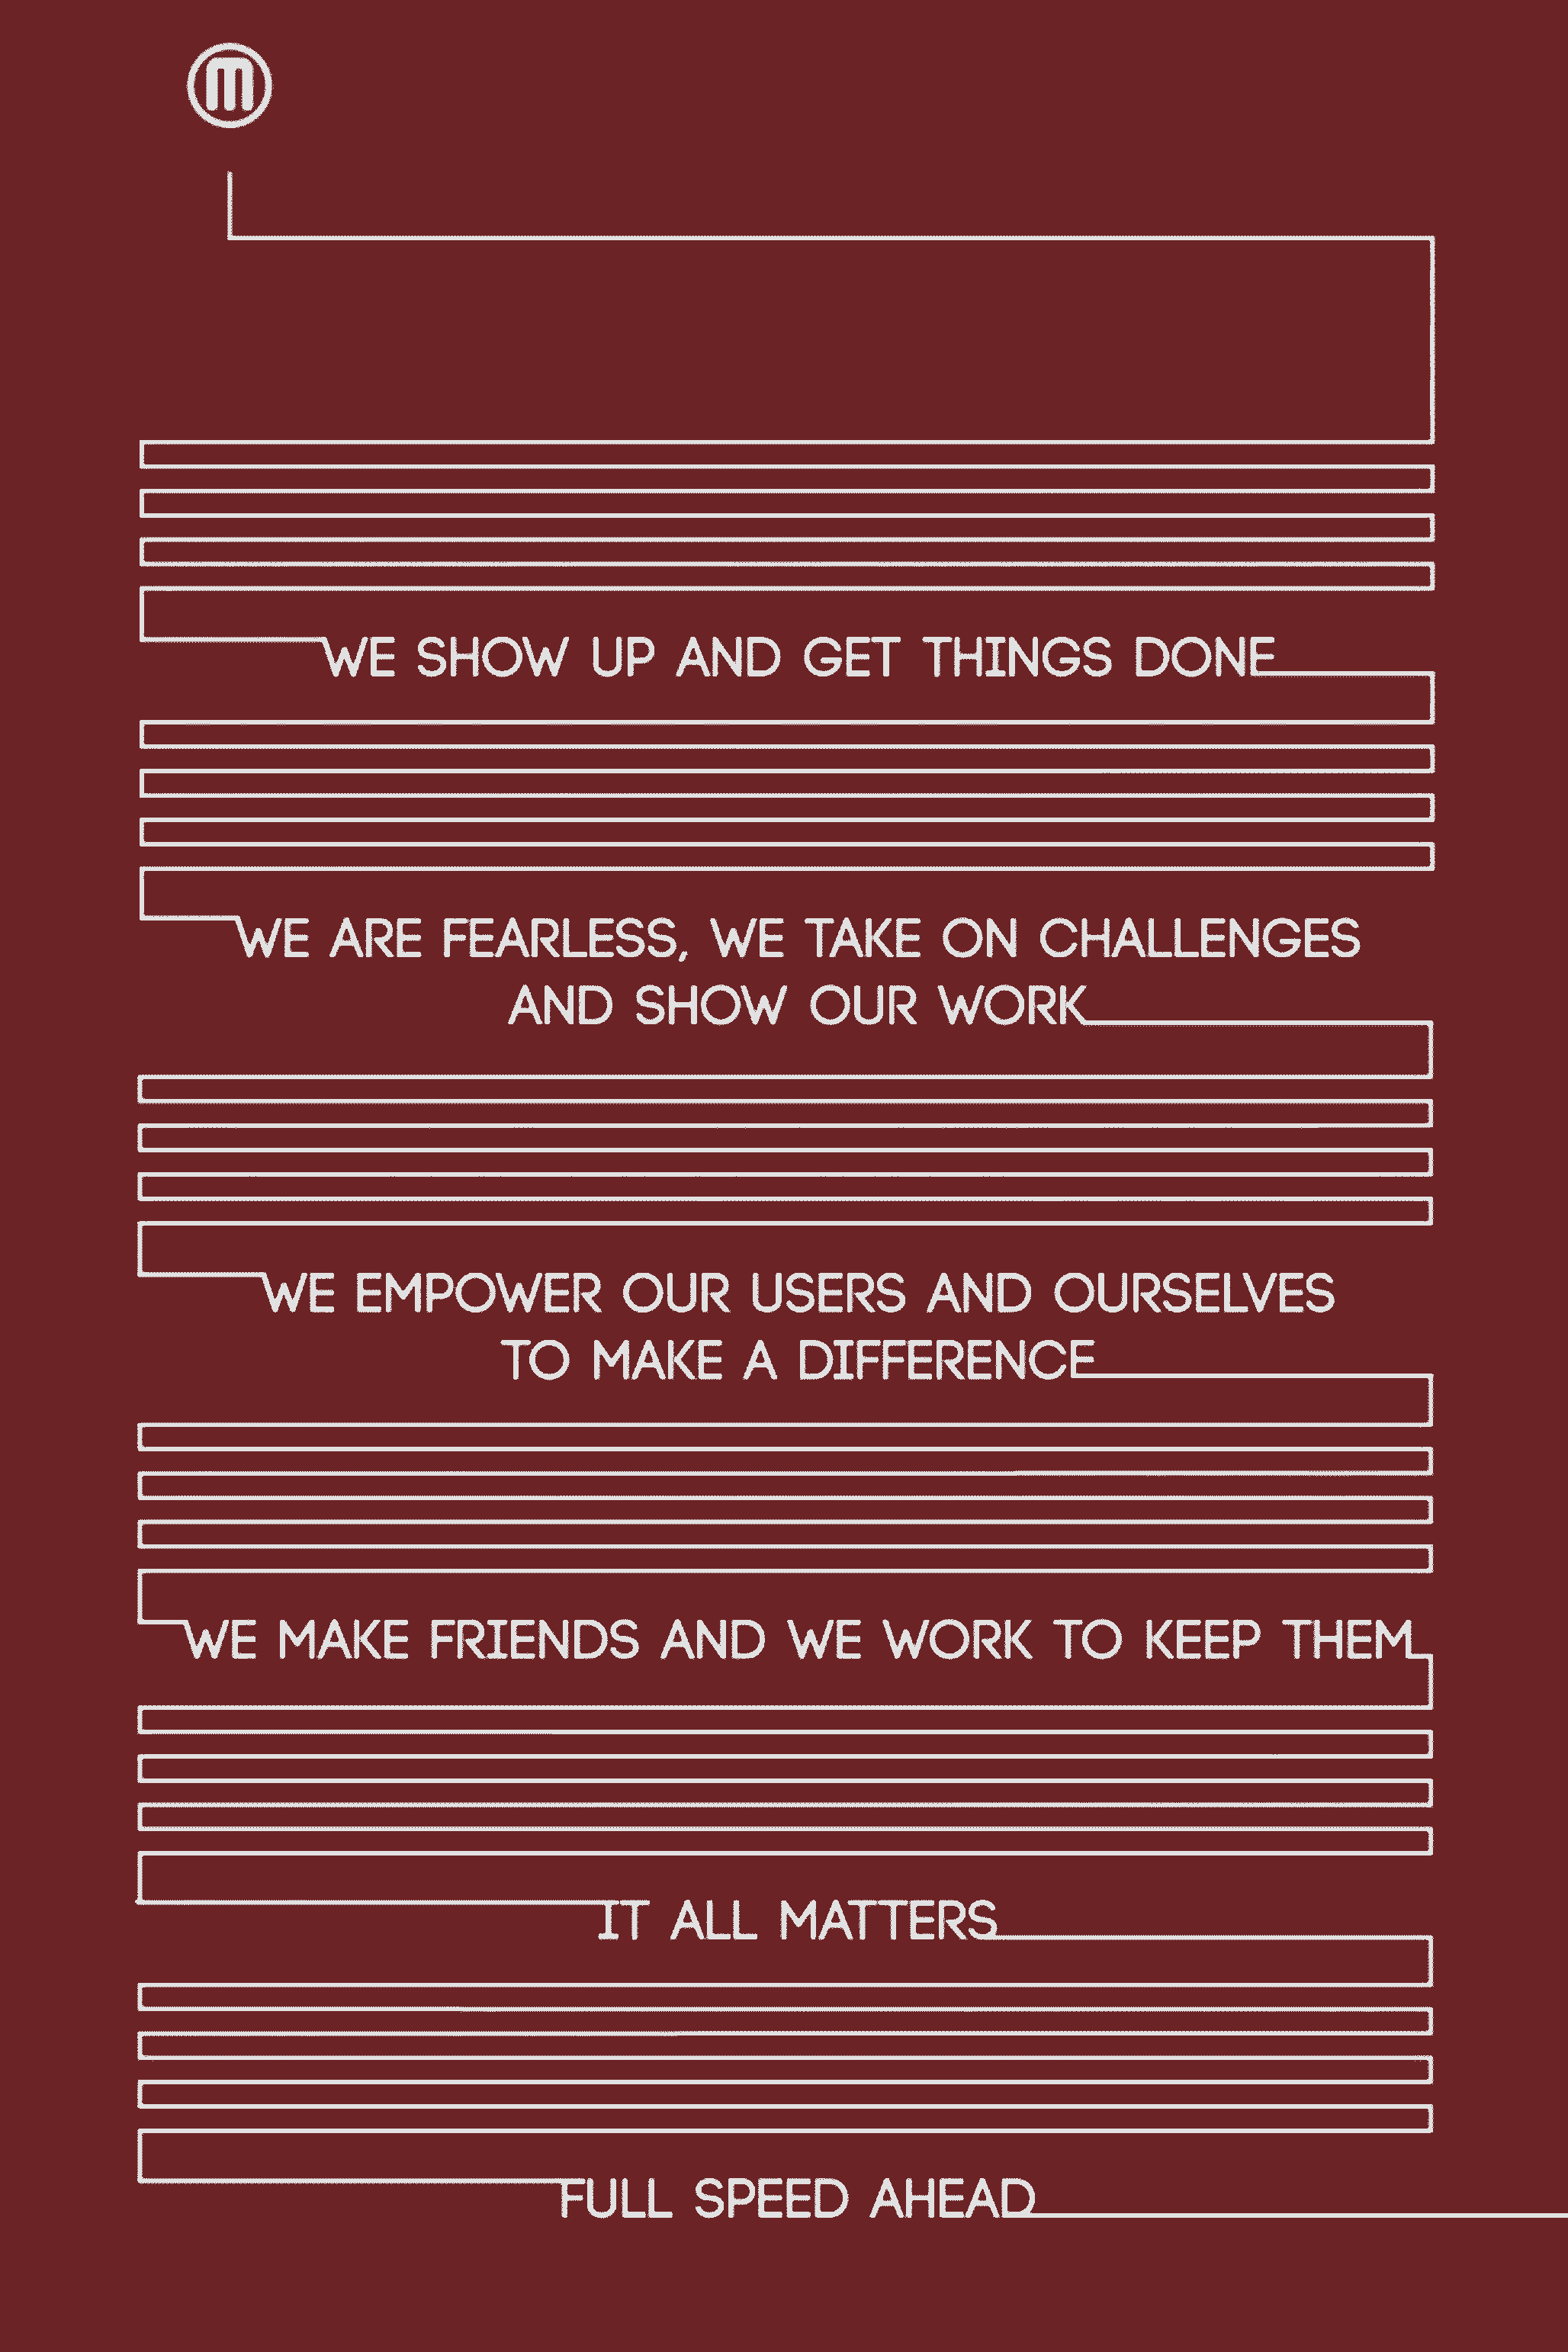 M
WE SHOW UP AND GET THINGS DONE
WE ARE FEARLESS, WE TAKE ON CHALLENGES
AND SHOW OUR WORK
WE EMPOWER OUR USERS AND OURSELVES
TO MAKE A DIFFERENCE
WE MAKE FRIENDS AND WE WORK TO KEEP THEM
IT ALL MATTERS
FULL SPEED AHEAD